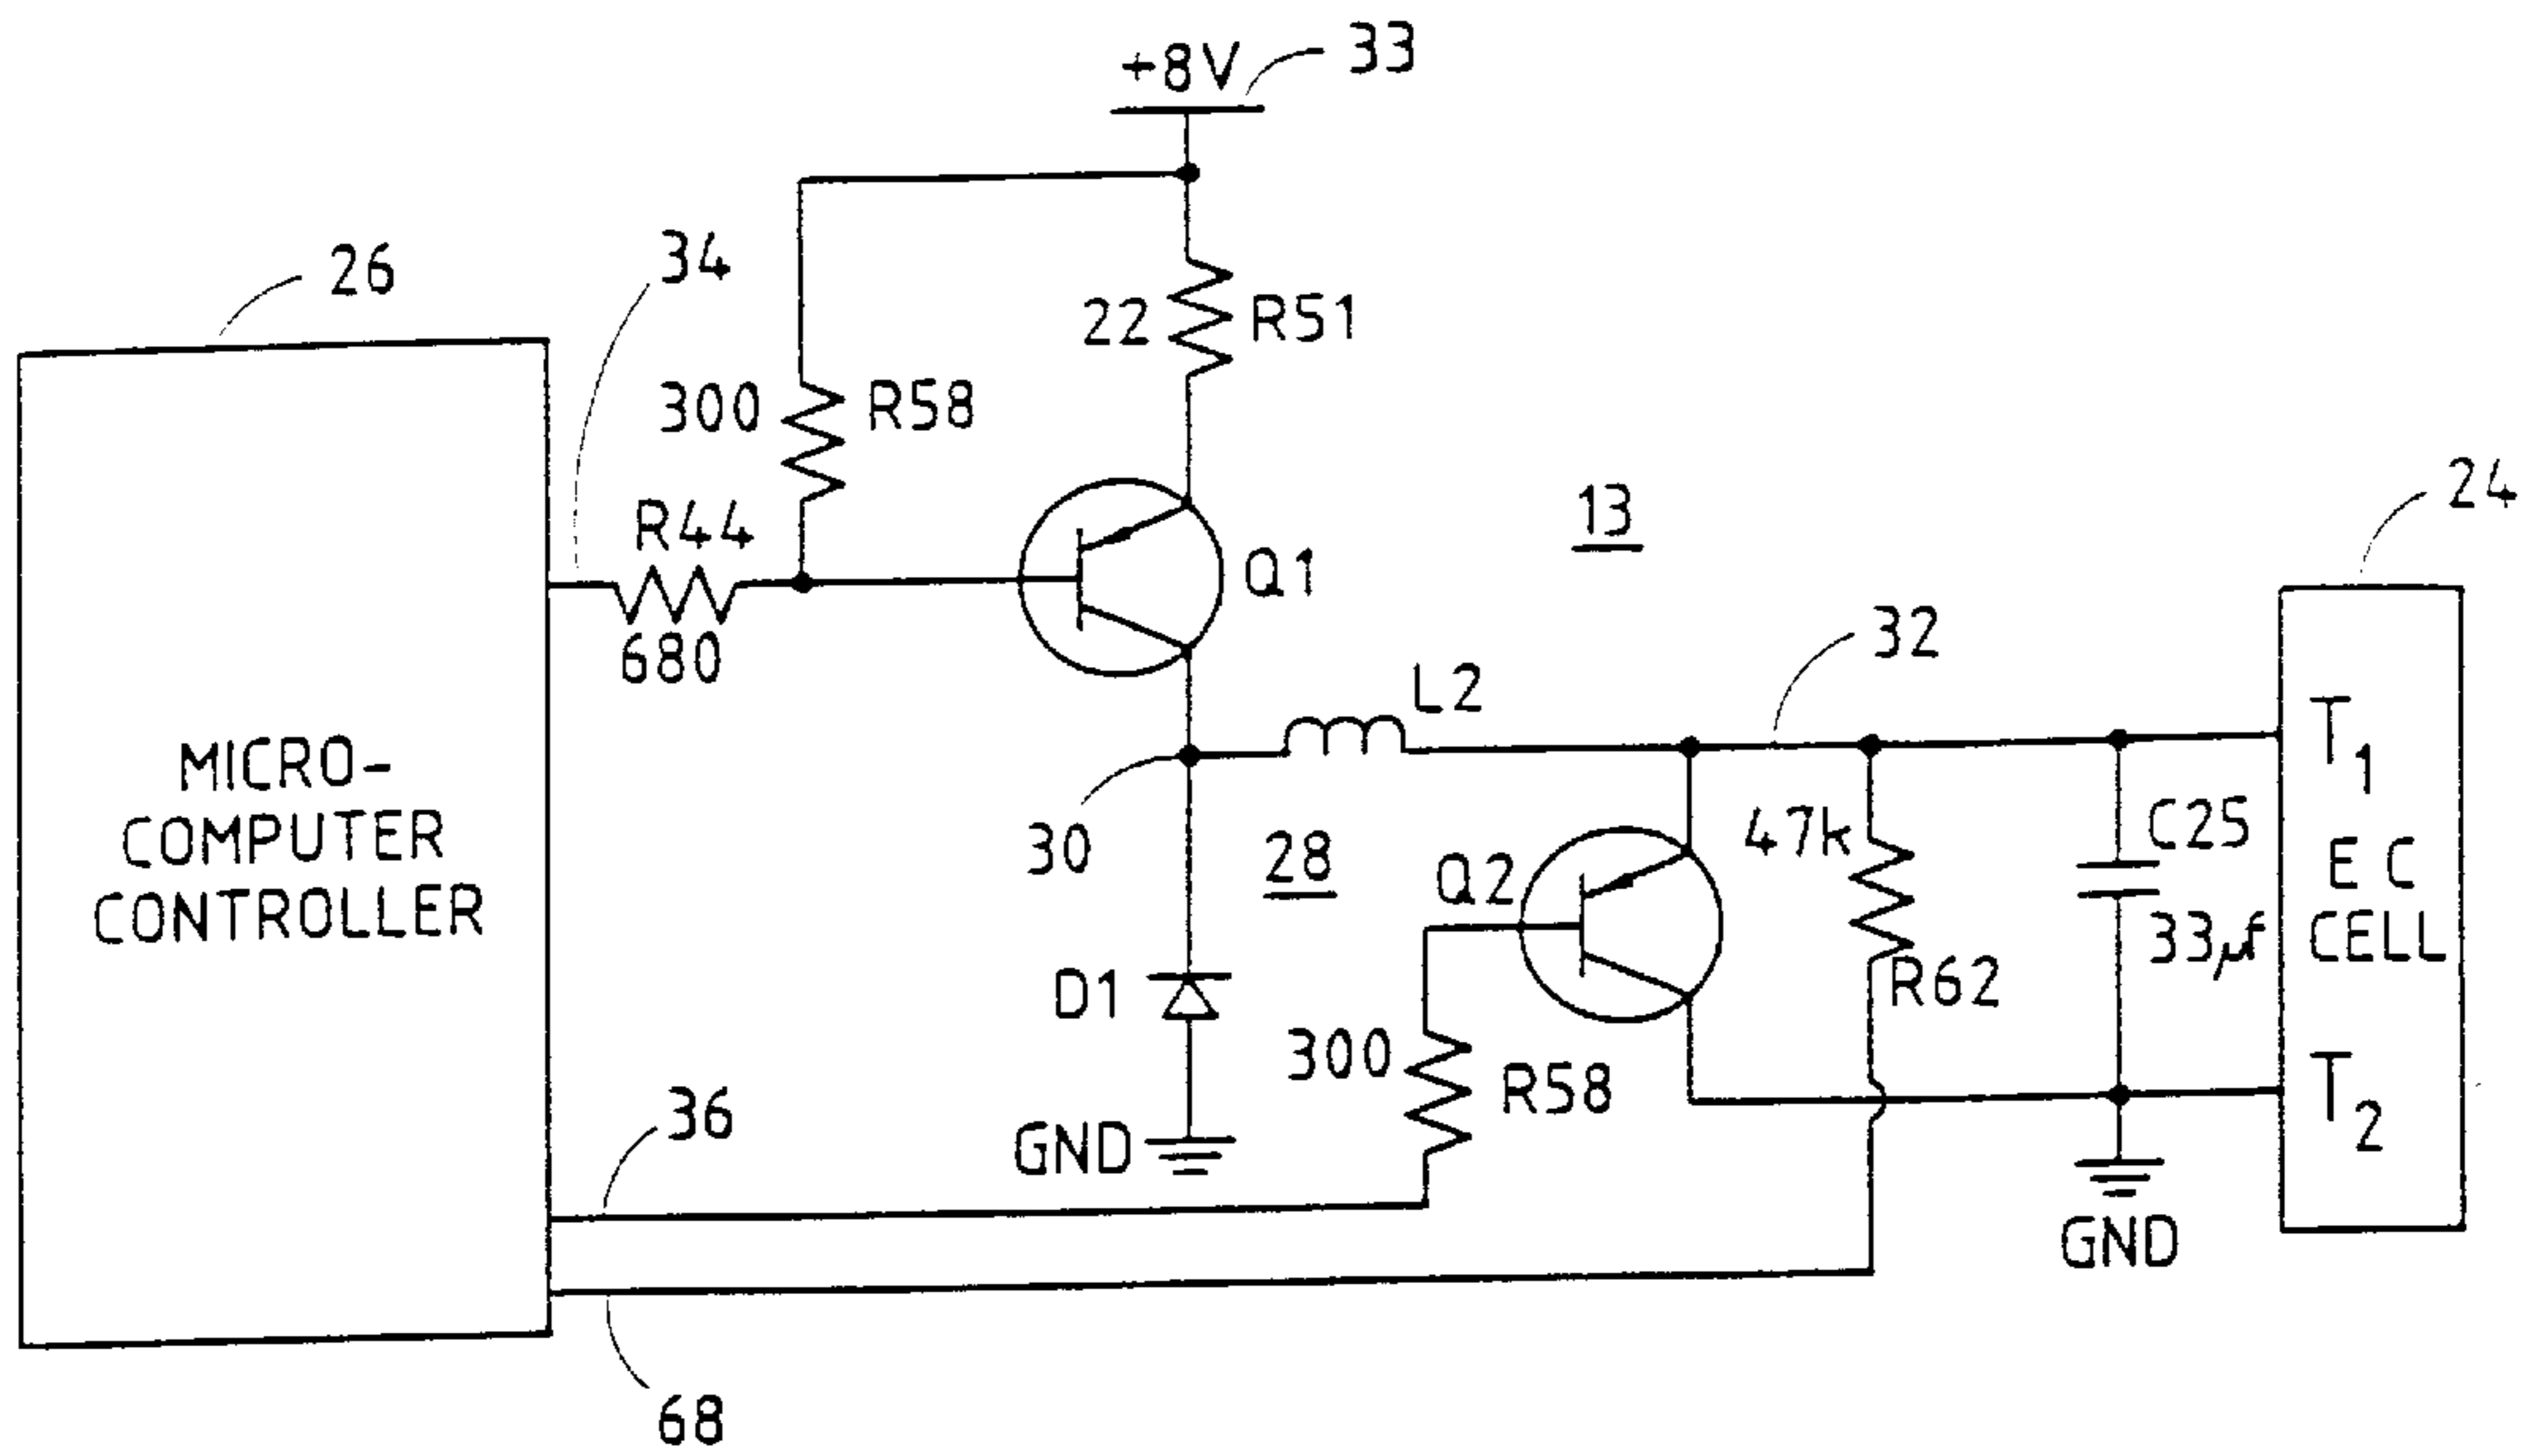 +8V
33
26
34
22
R51
300
R58
R44
680
Q1
13
24
32
L2
30
28
MICRO-
COMPUTER
CONTROLLER
Q2
47k
C25
33μf
T1
EC
CELL
T2
D1
R62
300
R58
GND
36
GND
68